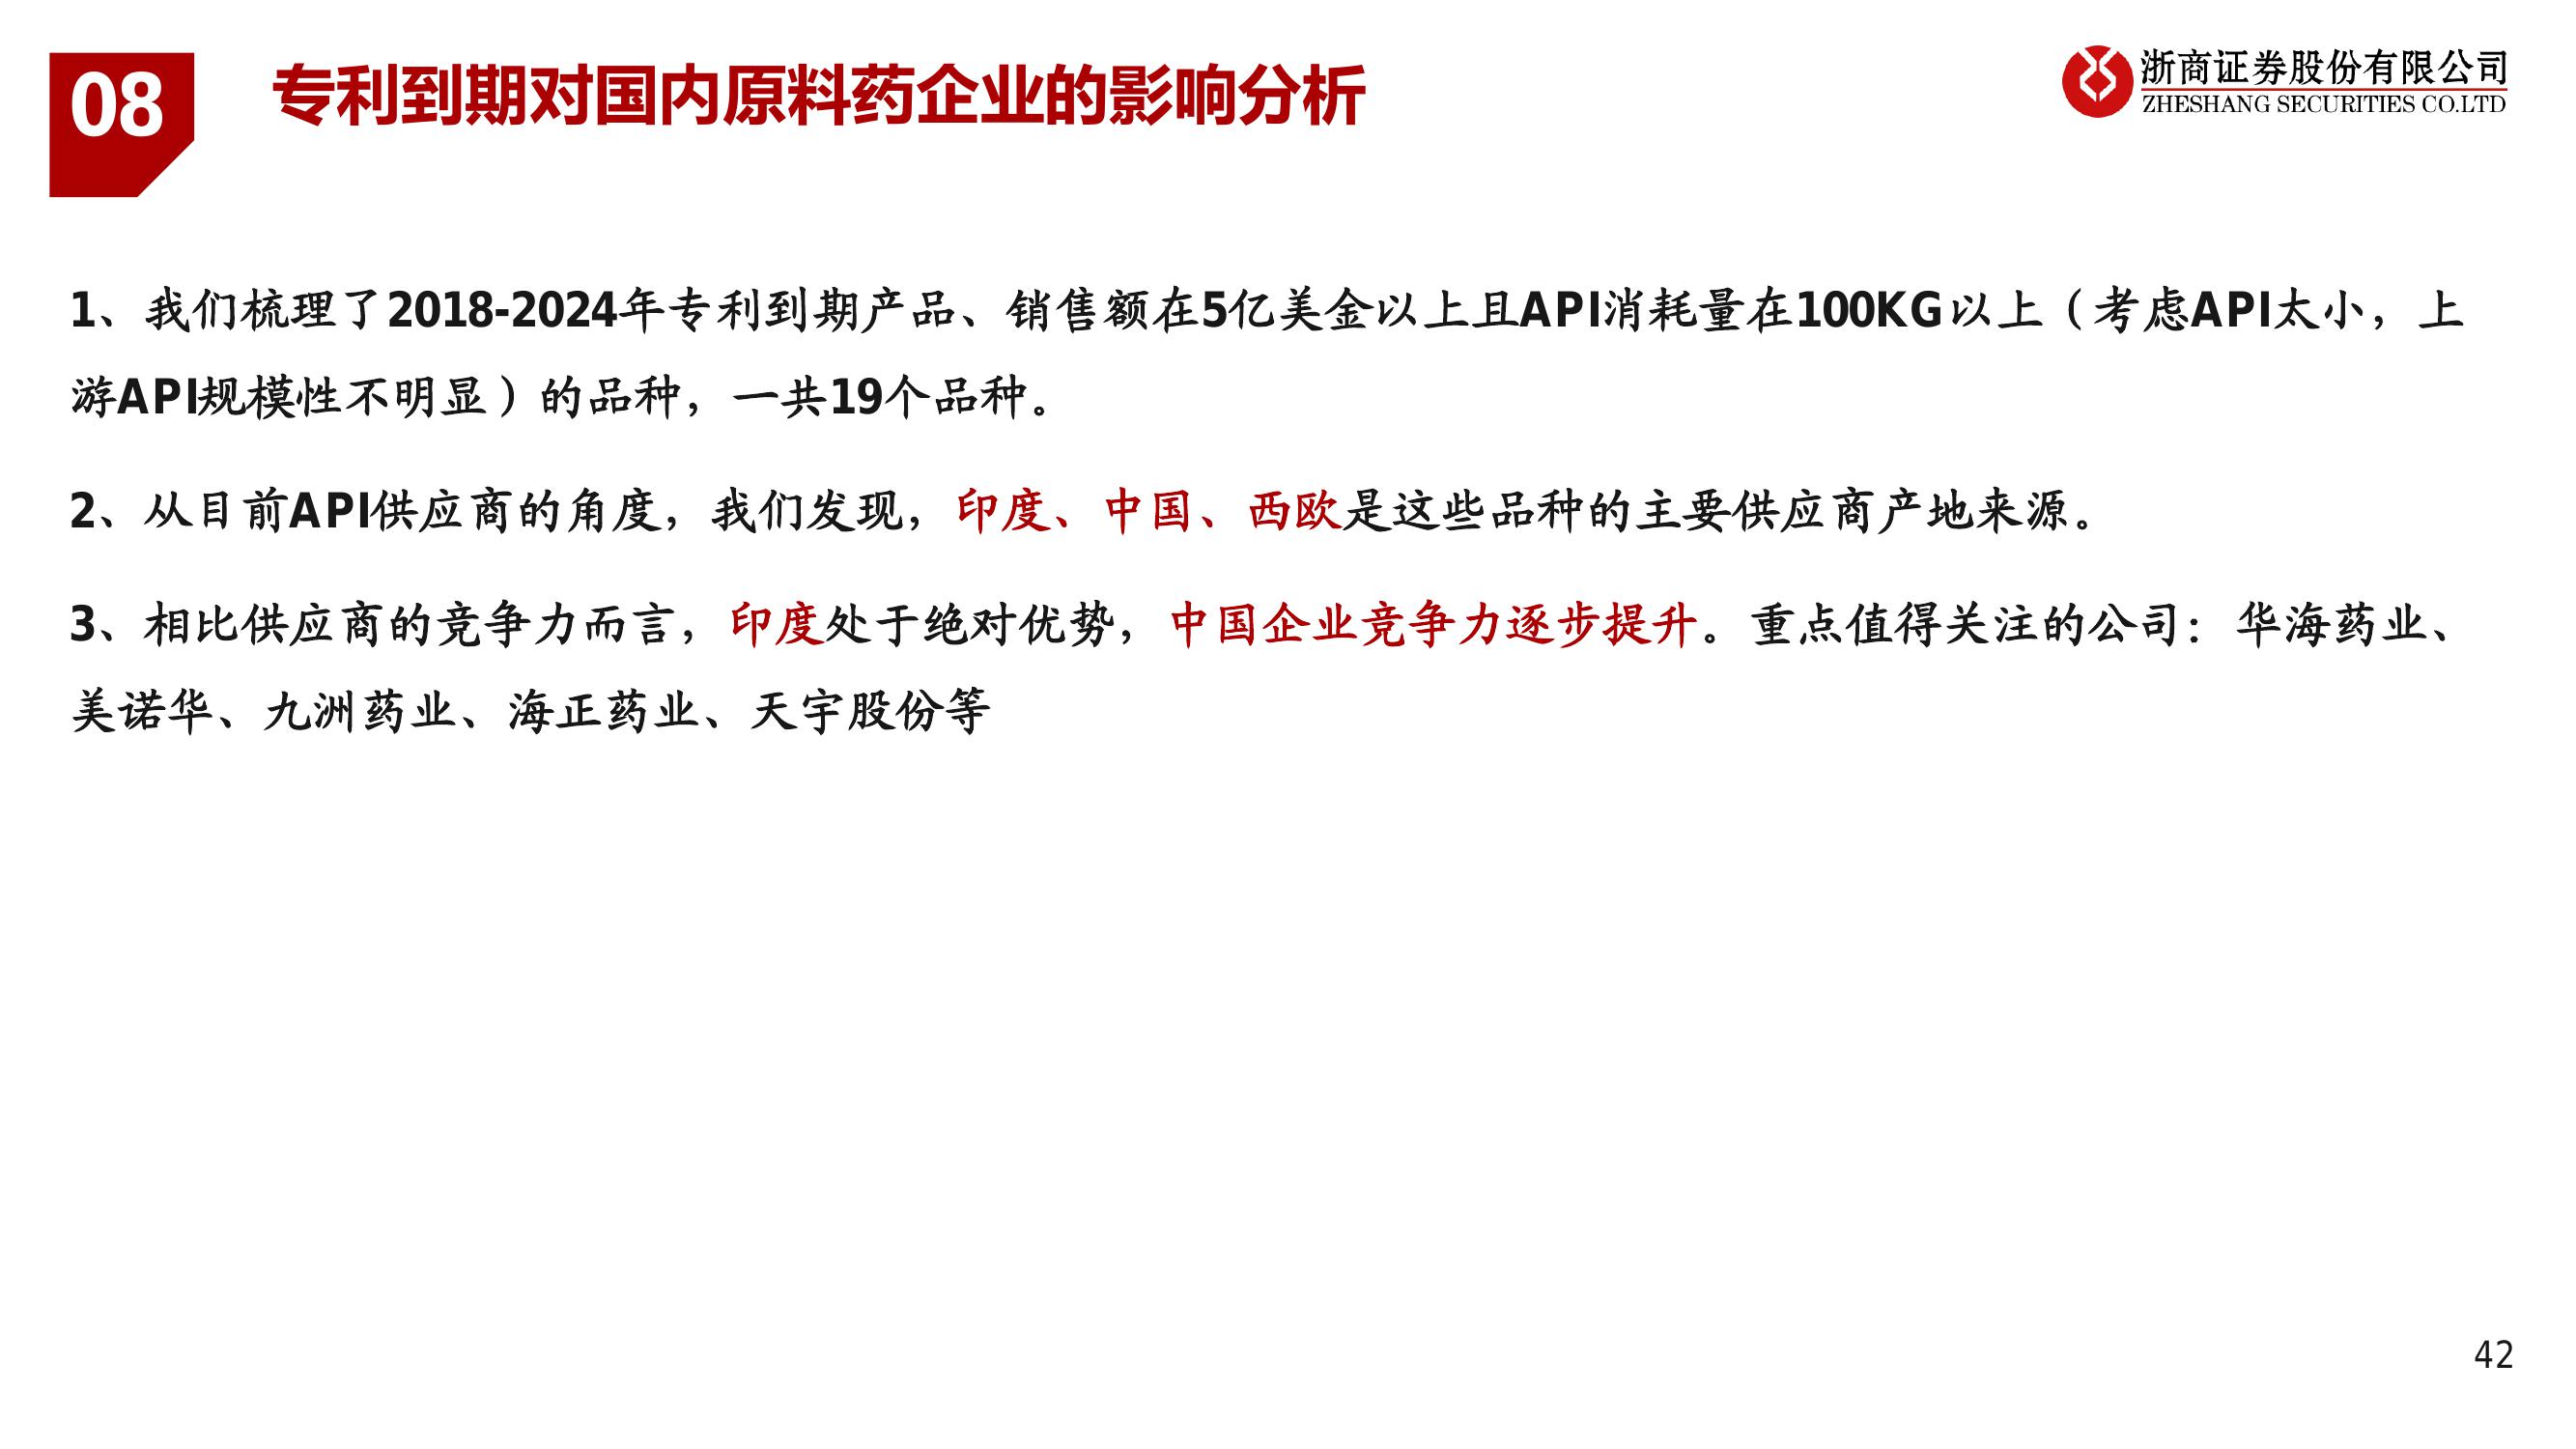 08
专利到期对国内原料药企业的影响分析
浙商证券股份有限公司
ZHESHANG SECURITIES CO.LTD
1、我们梳理了2018-2024年专利到期产品、销售额在5亿美金以上且API消耗量在100KG以上（考虑API太小，上
游API规模性不明显）的品种，一共19个品种。
2、从目前API供应商的角度，我们发现，印度、中国、西欧是这些品种的主要供应商产地来源。
3、相比供应商的竞争力而言，印度处于绝对优势，中国企业竞争力逐步提升。重点值得关注的公司：华海药业、
美诺华、九洲药业、海正药业、天宇股份等
42